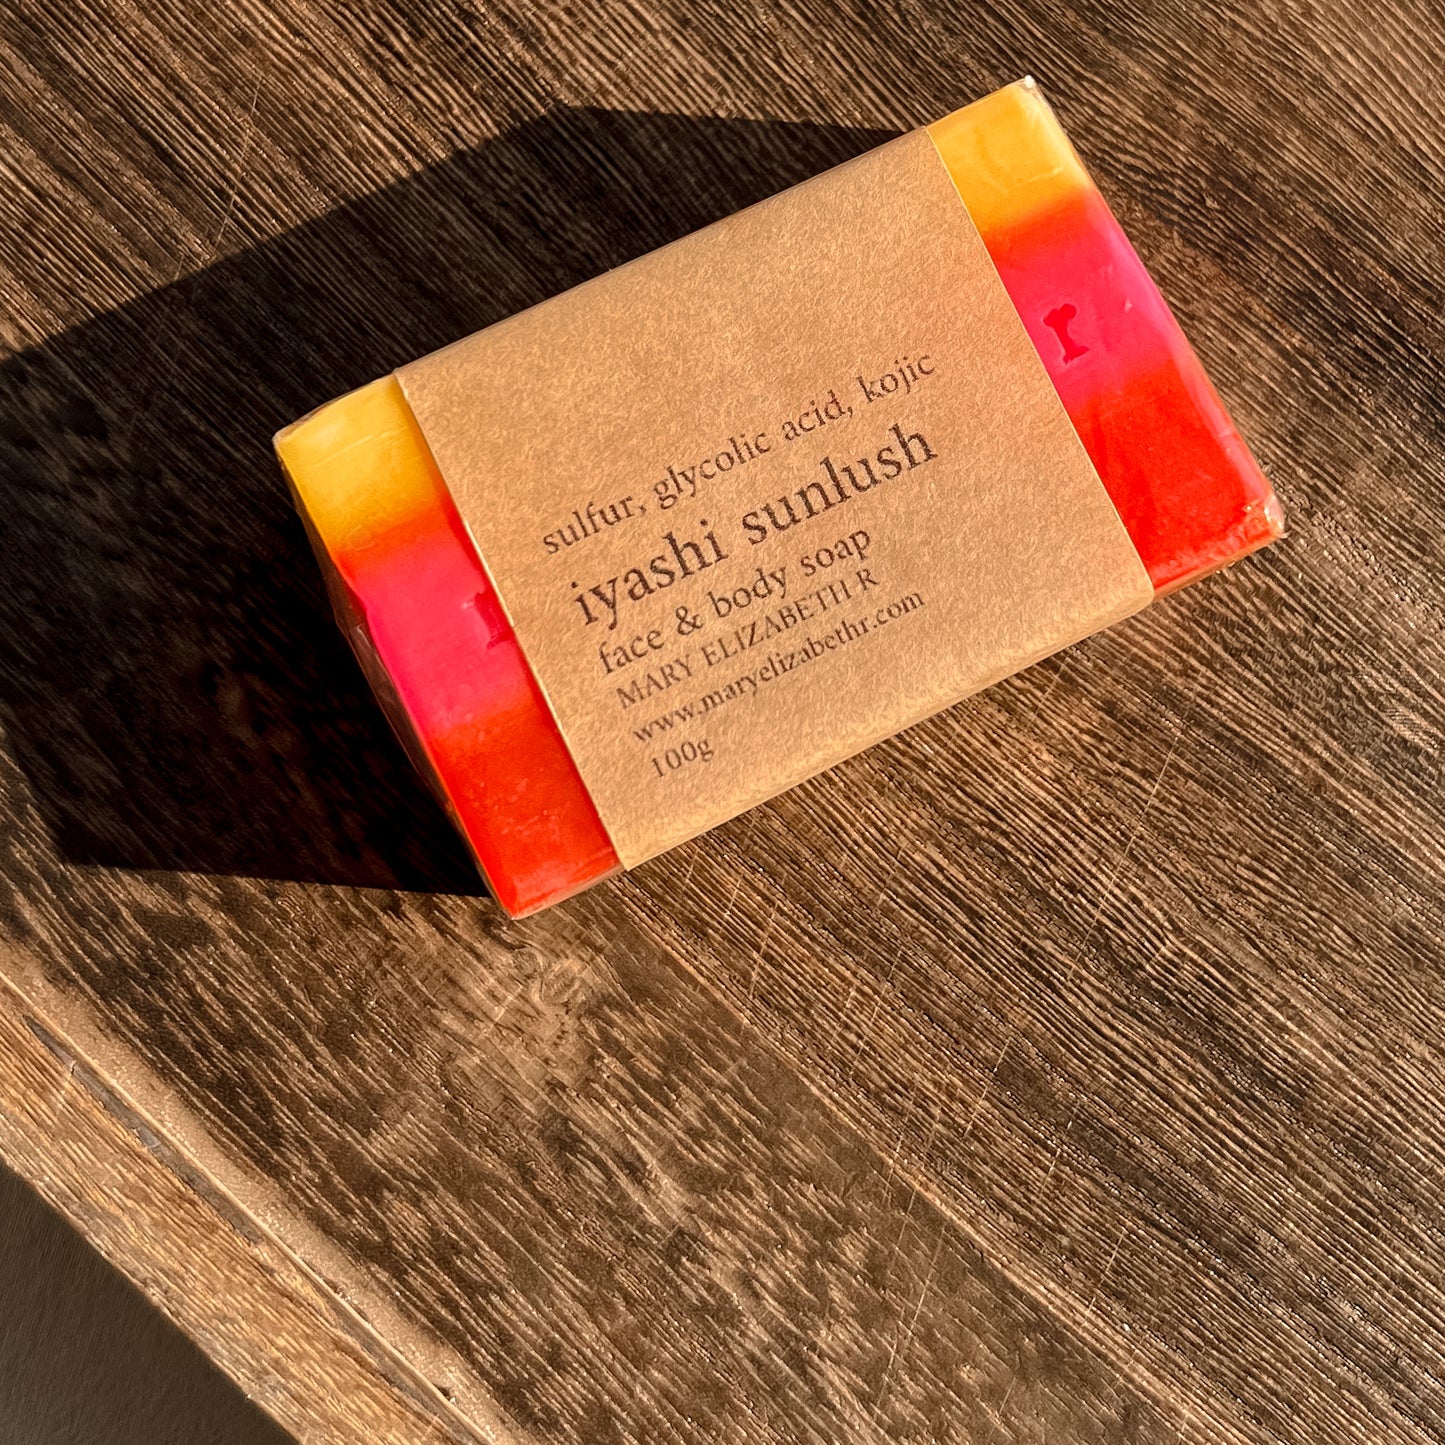 sulfur, glycolic acid, kojic
iyashi sunlush
face & body soap
MARY ELIZABETH R
www.maryelizabethr.com
100g
r